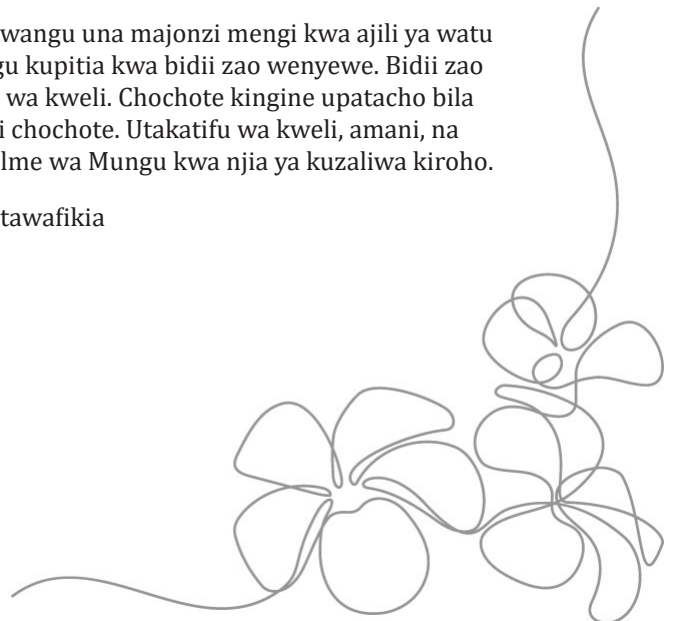 wangu una majonzi mengi kwa ajili ya watu
gu kupitia kwa bidii zao wenyewe. Bidii zao
wa kweli. Chochote kingine upatacho bila
i chochote. Utakatifu wa kweli, amani, na
lme wa Mungu kwa njia ya kuzaliwa kiroho.
tawafikia